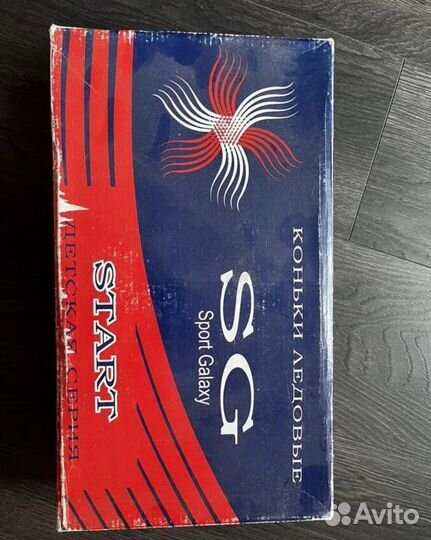 КОНЬКИ ЛЕДОВЫЕ
SG
Sport Galaxy
START
ДЕТСКАЯ СЕРИЯ
Avito